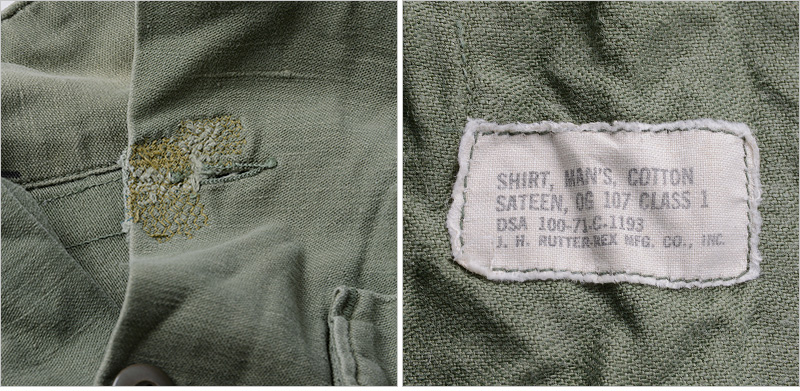 SHIRT, MAN'S, COTTON
SATEEN, OG 107 CLASS 1
DSA 100-71-C-1193
J. H. RUTTER-REX MFG. CO., INC.